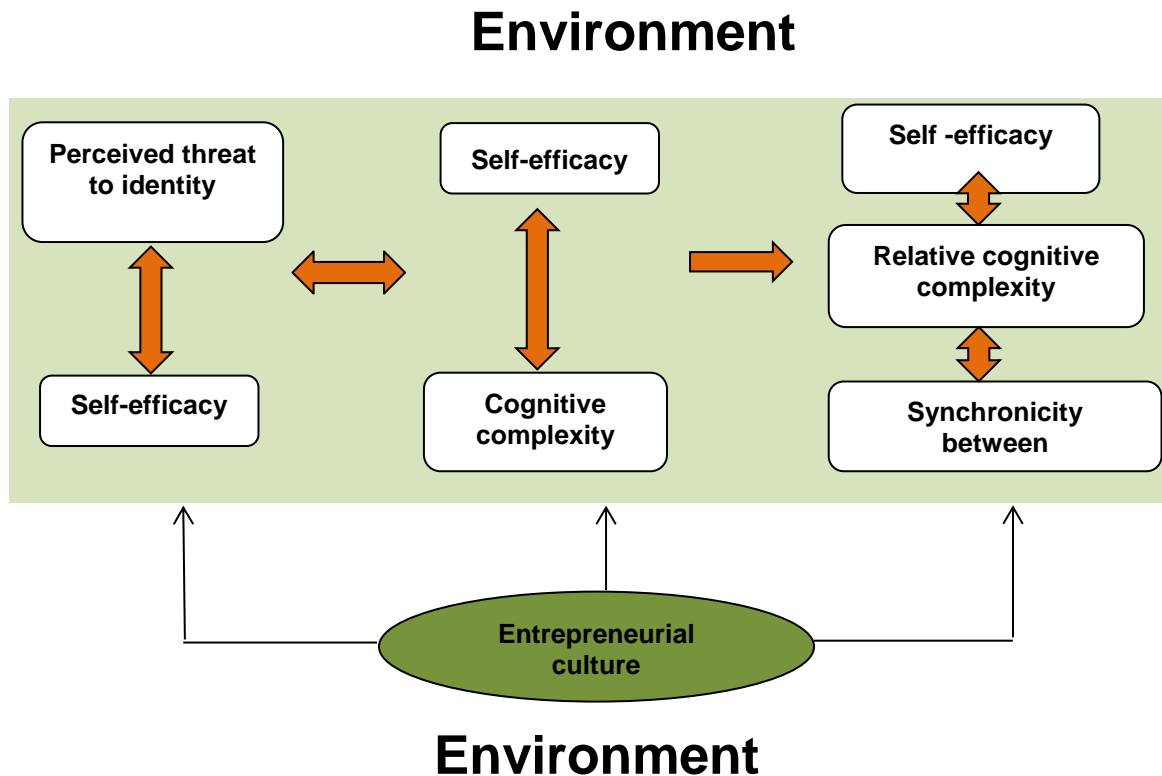 Environment
Perceived threat
to identity
Self-efficacy
Self-efficacy
Cognitive
complexity
Self -efficacy
Relative cognitive
complexity
Synchronicity
between
Entrepreneurial
culture
Environment